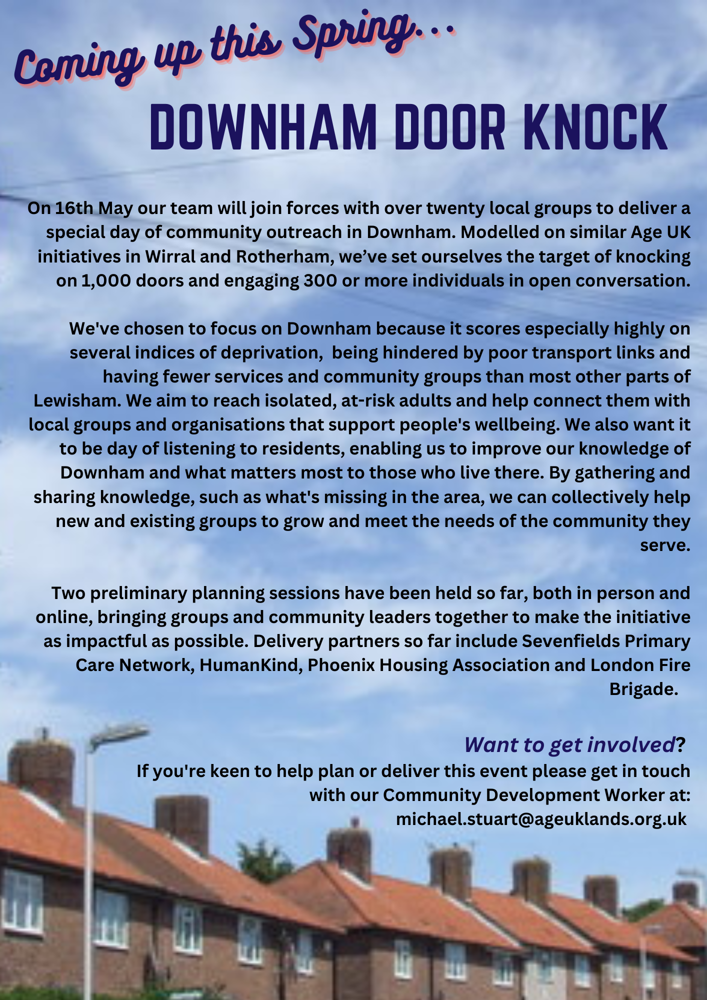 Coming up this Spring...
DOWNHAM DOOR KNOCK
On 16th May our team will join forces with over twenty local groups to deliver a
special day of community outreach in Downham. Modelled on similar Age UK
initiatives in Wirral and Rotherham, we’ve set ourselves the target of knocking
on 1,000 doors and engaging 300 or more individuals in open conversation.
We've chosen to focus on Downham because it scores especially highly on
several indices of deprivation,  being hindered by poor transport links and
having fewer services and community groups than most other parts of
Lewisham. We aim to reach isolated, at-risk adults and help connect them with
local groups and organisations that support people's wellbeing. We also want it
to be day of listening to residents, enabling us to improve our knowledge of
Downham and what matters most to those who live there. By gathering and
sharing knowledge, such as what's missing in the area, we can collectively help
new and existing groups to grow and meet the needs of the community they
serve.
Two preliminary planning sessions have been held so far, both in person and
online, bringing groups and community leaders together to make the initiative
as impactful as possible. Delivery partners so far include Sevenfields Primary
Care Network, HumanKind, Phoenix Housing Association and London Fire
Brigade.
Want to get involved?
If you're keen to help plan or deliver this event please get in touch
with our Community Development Worker at:
michael.stuart@ageuklands.org.uk